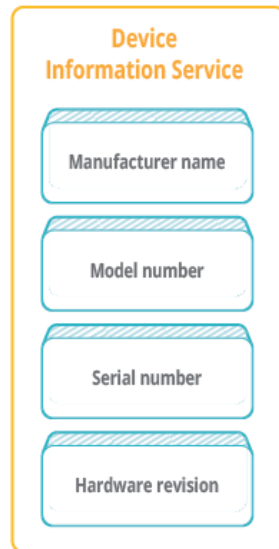 Device
Information Service
Manufacturer name
Model number
Serial number
Hardware revision